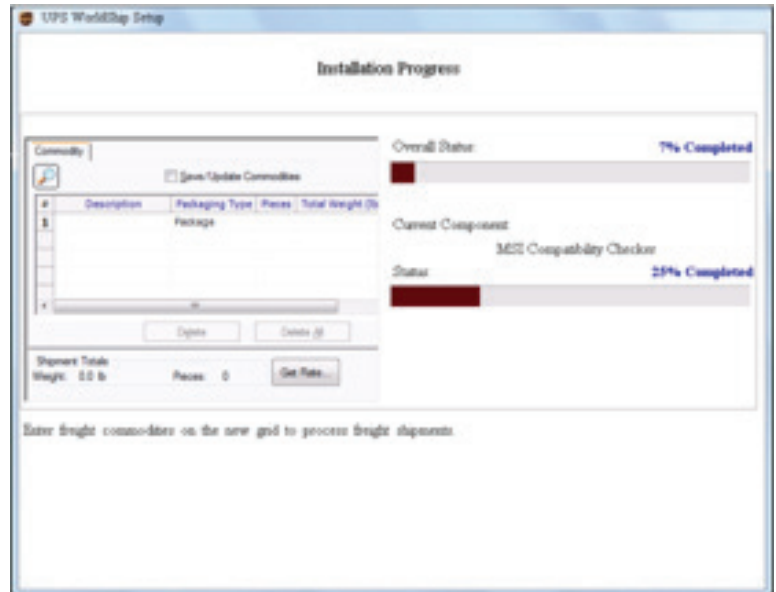 UPS WorldShip Setup
Installation Progress
Commodity
Save/Update Commodities
# Description Packaging Type Pieces Total Weight (lb
1 Package
Delete Delete All
Shipment Totals
Weight: 0.0 lb Pieces: 0 Get Rate...
Overall Status: 7% Completed
Current Component:
MSI Compatibility Checker
Status: 25% Completed
Enter freight commodities on the new grid to process freight shipments.